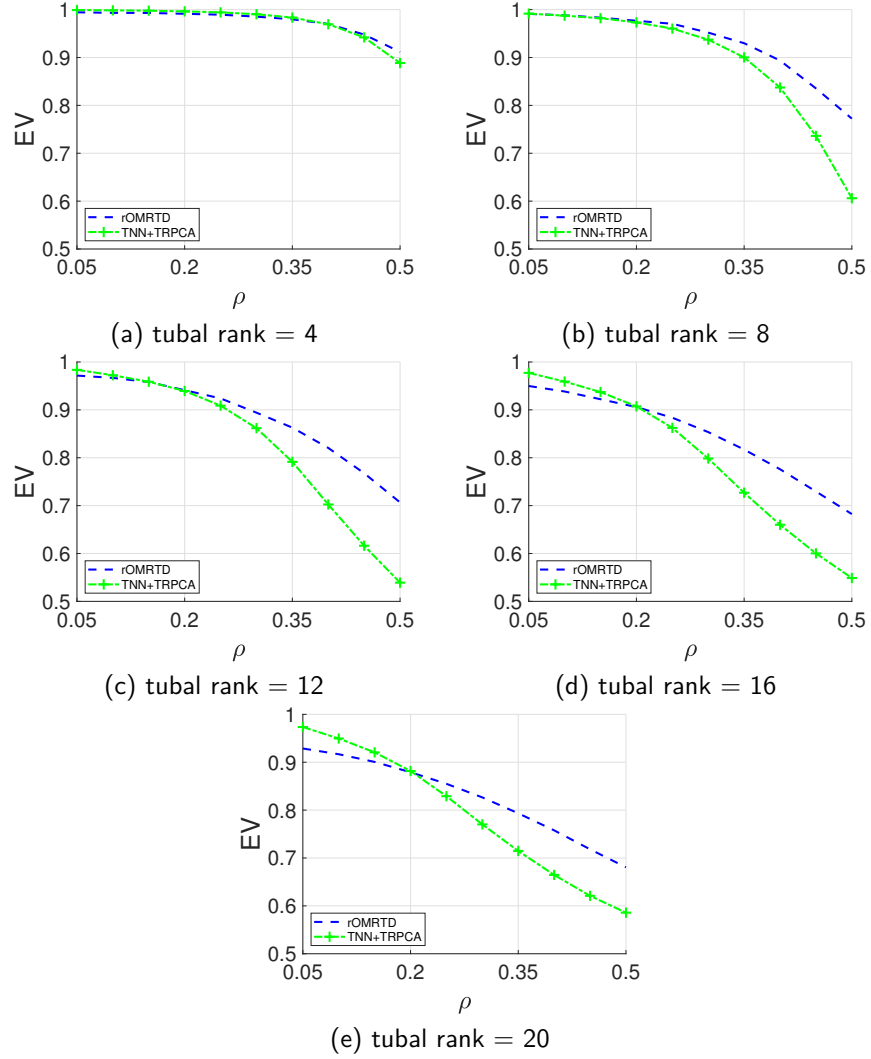 1
0.9
0.8
0.7
0.6
0.5
EV
rOMRTD
TNN+TRPCA
0.05 0.2 0.35 0.5
ρ
(a) tubal rank = 4
1
0.9
0.8
0.7
0.6
0.5
EV
rOMRTD
TNN+TRPCA
0.05 0.2 0.35 0.5
ρ
(b) tubal rank = 8
1
0.9
0.8
0.7
0.6
0.5
EV
rOMRTD
TNN+TRPCA
0.05 0.2 0.35 0.5
ρ
(c) tubal rank = 12
1
0.9
0.8
0.7
0.6
0.5
EV
rOMRTD
TNN+TRPCA
0.05 0.2 0.35 0.5
ρ
(d) tubal rank = 16
1
0.9
0.8
0.7
0.6
0.5
EV
rOMRTD
TNN+TRPCA
0.05 0.2 0.35 0.5
ρ
(e) tubal rank = 20